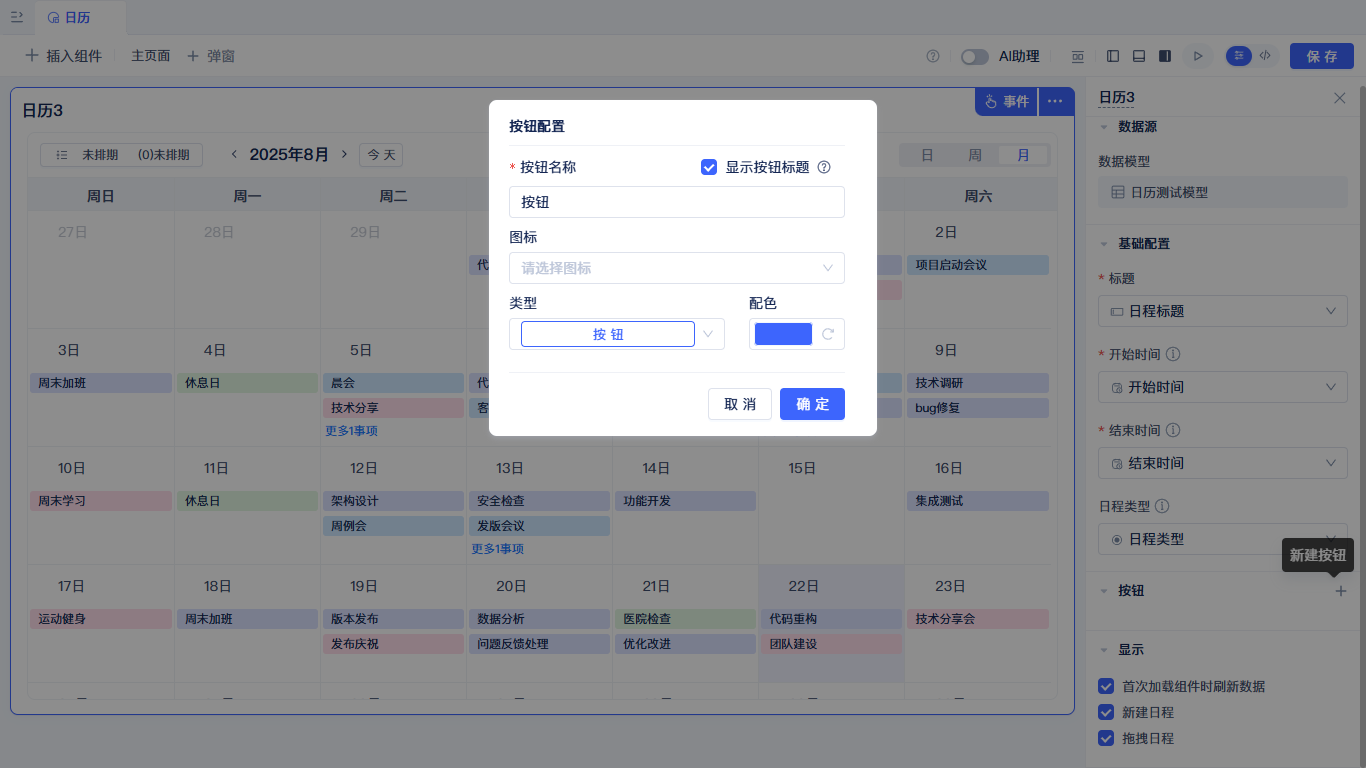 日历
插入组件
主页面
弹窗
AI助理
保 存
日历3
事件
未排期
(0)未排期
2025年8月
今 天
日
周
月
周日
周一
周二
周六
27日
28日
29日
2日
代
项目启动会议
3日
4日
5日
9日
周末加班
休息日
晨会
代
技术调研
技术分享
客
bug修复
更多1事项
10日
11日
12日
13日
14日
15日
16日
周末学习
休息日
架构设计
安全检查
功能开发
集成测试
周例会
发版会议
更多1事项
17日
18日
19日
20日
21日
22日
23日
运动健身
周末加班
版本发布
数据分析
医院检查
代码重构
技术分享会
发布庆祝
问题反馈处理
优化改进
团队建设
按钮配置
* 按钮名称
显示按钮标题
按钮
图标
请选择图标
类型
配色
按 钮
取 消
确 定
日历3
数据源
数据模型
日历测试模型
基础配置
* 标题
日程标题
* 开始时间
开始时间
* 结束时间
结束时间
日程类型
日程类型
新建按钮
按钮
显示
首次加载组件时刷新数据
新建日程
拖拽日程